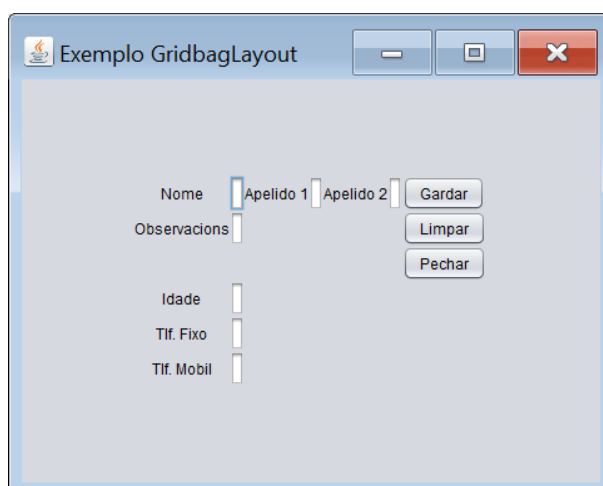 Exemplo GridbagLayout
Nome Apelido 1 Apelido 2 Gardar
Observacions Limpar
Pechar
Idade
Tlf. Fixo
Tlf. Mobil